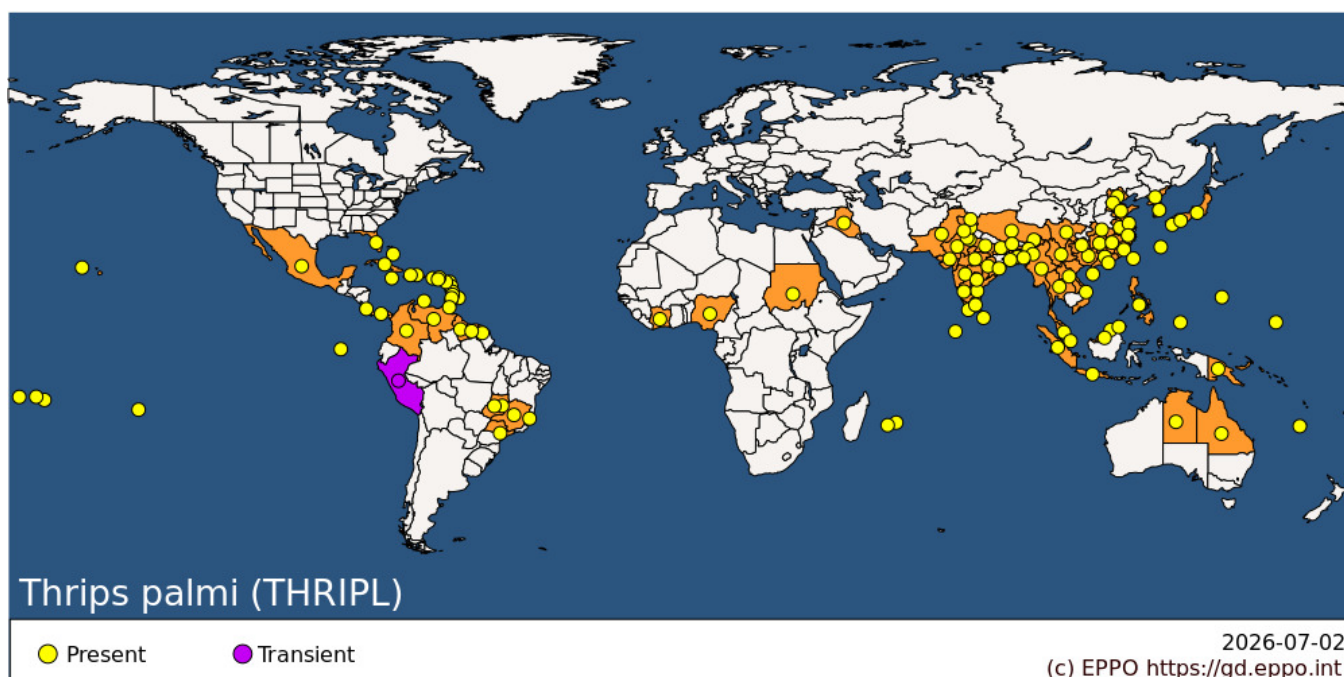 Thrips palmi (THRIPL)
Present
Transient
2026-07-02
(c) EPPO https://gd.eppo.int